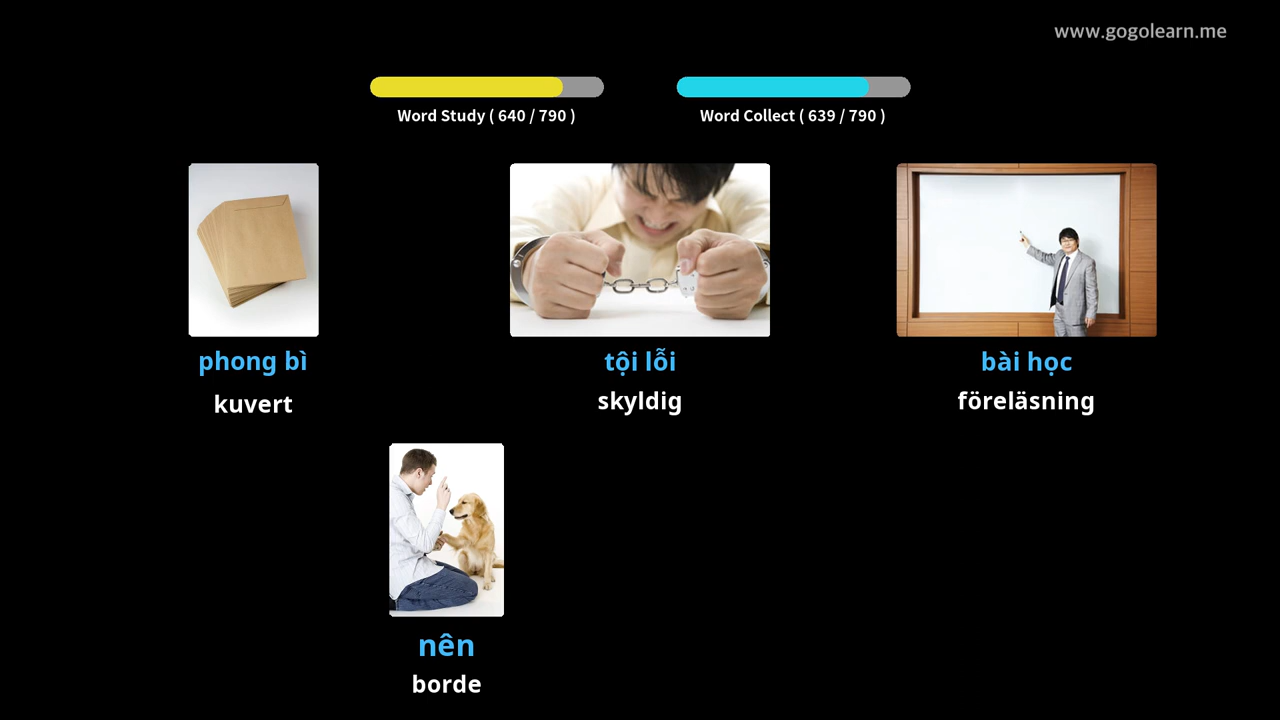 www.gogolearn.me
Word Study ( 640 / 790 )
Word Collect ( 639 / 790 )
phong bì
kuvert
tội lỗi
skyldig
bài học
föreläsning
nên
borde